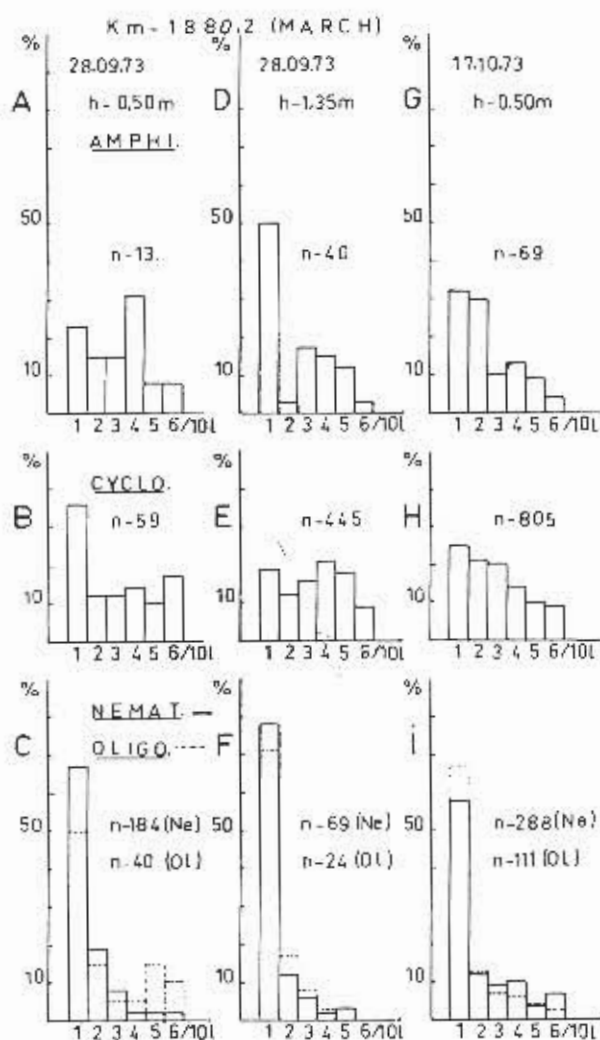 Km-1880,2 (MARCH)
%
28.09.73
A
h-0,50m
AMPHI.
50
n-13.
10
1 2 3 4 5 6/10l
%
28.09.73
D
h-1.35m
50
n-40
10
1 2 3 4 5 6/10l
%
17.10.73
G
h-0.50m
50
n-69
10
1 2 3 4 5 6/10l
%
CYCLO.
B
n-59
10
1 2 3 4 5 6/10l
%
E
n-445
10
1 2 3 4 5 6/10l
%
H
n-805
10
1 2 3 4 5 6/10l
%
NEMAT.
C
OLIGO.
50
n-184(Ne)
n-40 (Ol)
10
1 2 3 4 5 6/10l
%
F
50
n-69(Ne)
n-24(Ol)
10
1 2 3 4 5 6/10l
%
i
50
n-288(Ne)
n-111(Ol)
10
1 2 3 4 5 6/10l